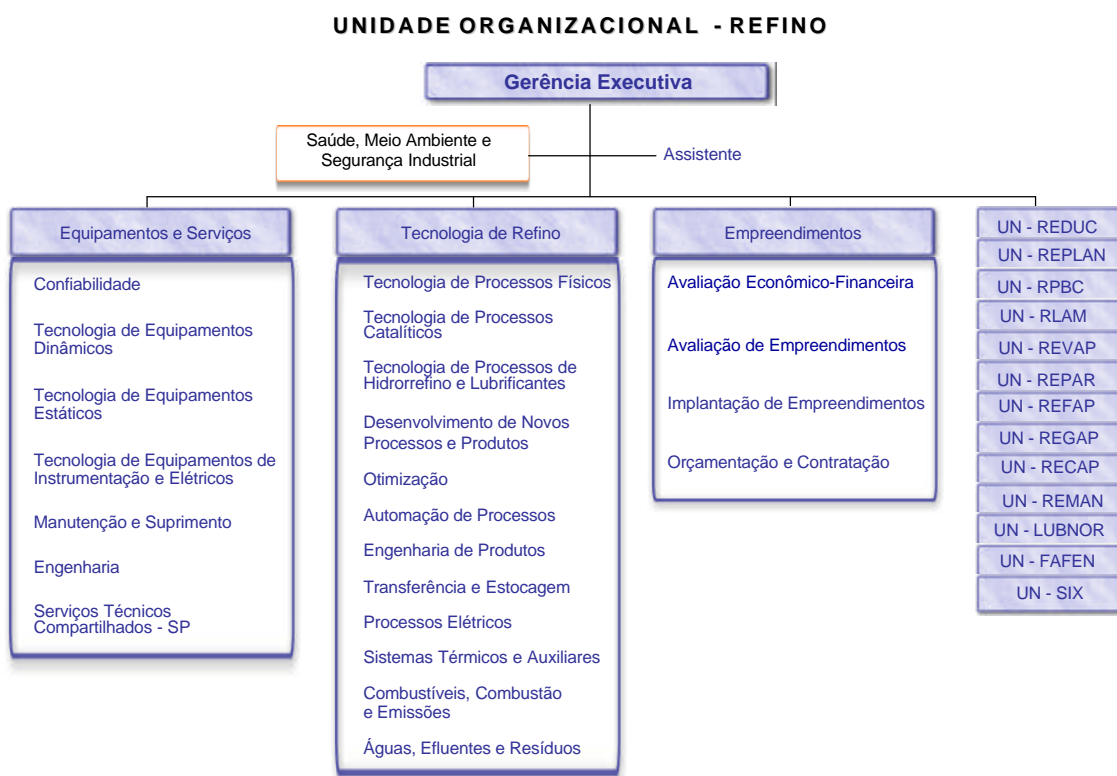 UNIDADE ORGANIZACIONAL - REFINO
Gerência Executiva
Saúde, Meio Ambiente e
Segurança Industrial
Assistente
Equipamentos e Serviços
Confiabilidade
Tecnologia de Equipamentos
Dinâmicos
Tecnologia de Equipamentos
Estáticos
Tecnologia de Equipamentos de
Instrumentação e Elétricos
Manutenção e Suprimento
Engenharia
Serviços Técnicos
Compartilhados - SP
Tecnologia de Refino
Tecnologia de Processos Físicos
Tecnologia de Processos
Catalíticos
Tecnologia de Processos de
Hidrorrefino e Lubrificantes
Desenvolvimento de Novos
Processos e Produtos
Otimização
Automação de Processos
Engenharia de Produtos
Transferência e Estocagem
Processos Elétricos
Sistemas Térmicos e Auxiliares
Combustíveis, Combustão
e Emissões
Águas, Efluentes e Resíduos
Empreendimentos
Avaliação Econômico-Financeira
Avaliação de Empreendimentos
Implantação de Empreendimentos
Orçamentação e Contratação
UN - REDUC
UN - REPLAN
UN - RPBC
UN - RLAM
UN - REVAP
UN - REPAR
UN - REFAP
UN - REGAP
UN - RECAP
UN - REMAN
UN - LUBNOR
UN - FAFEN
UN - SIX